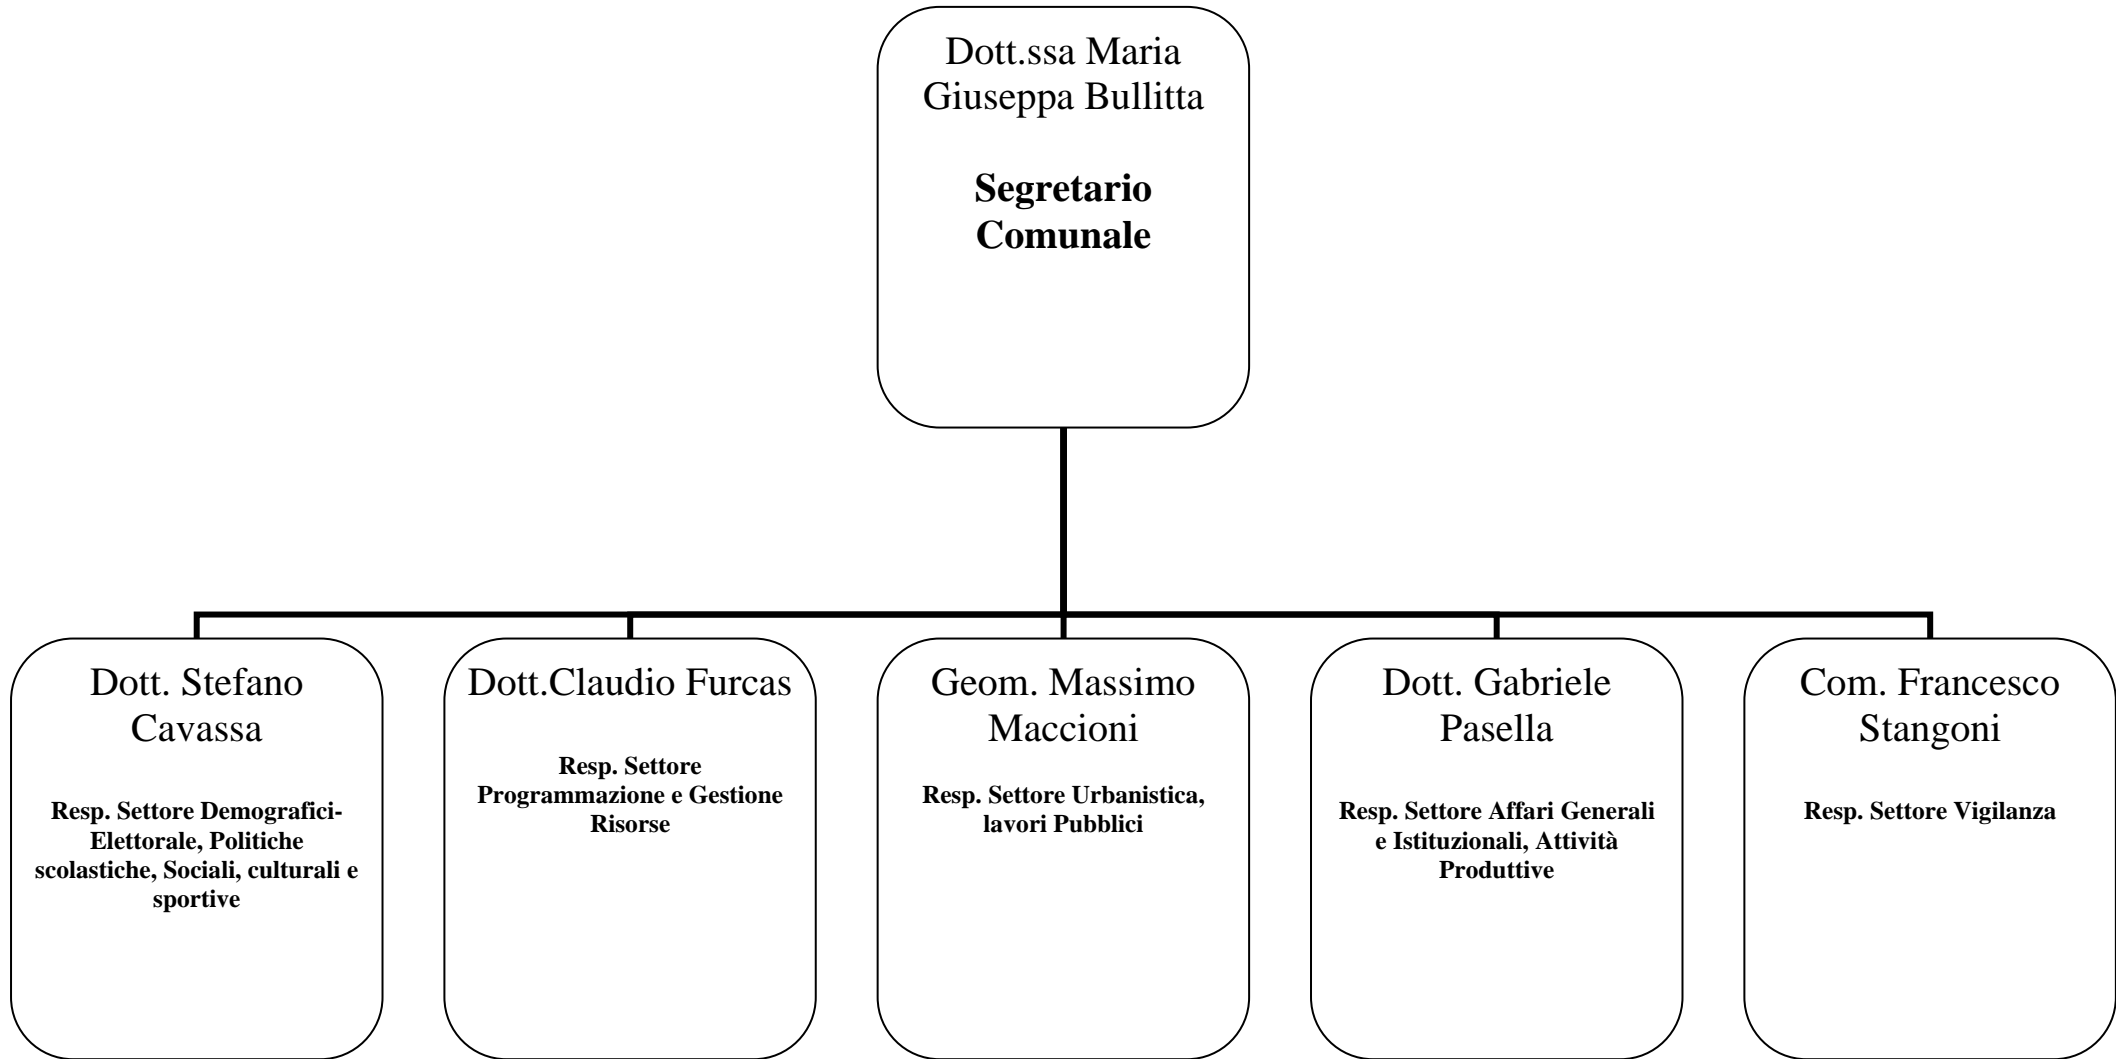 Dott.ssa Maria
Giuseppa Bullitta
Segretario
Comunale
Dott. Stefano
Cavassa
Resp. Settore Demografici-
Elettorale, Politiche
scolastiche, Sociali, culturali e
sportive
Dott.Claudio Furcas
Resp. Settore
Programmazione e Gestione
Risorse
Geom. Massimo
Maccioni
Resp. Settore Urbanistica,
lavori Pubblici
Dott. Gabriele
Pasella
Resp. Settore Affari Generali
e Istituzionali, Attività
Produttive
Com. Francesco
Stangoni
Resp. Settore Vigilanza